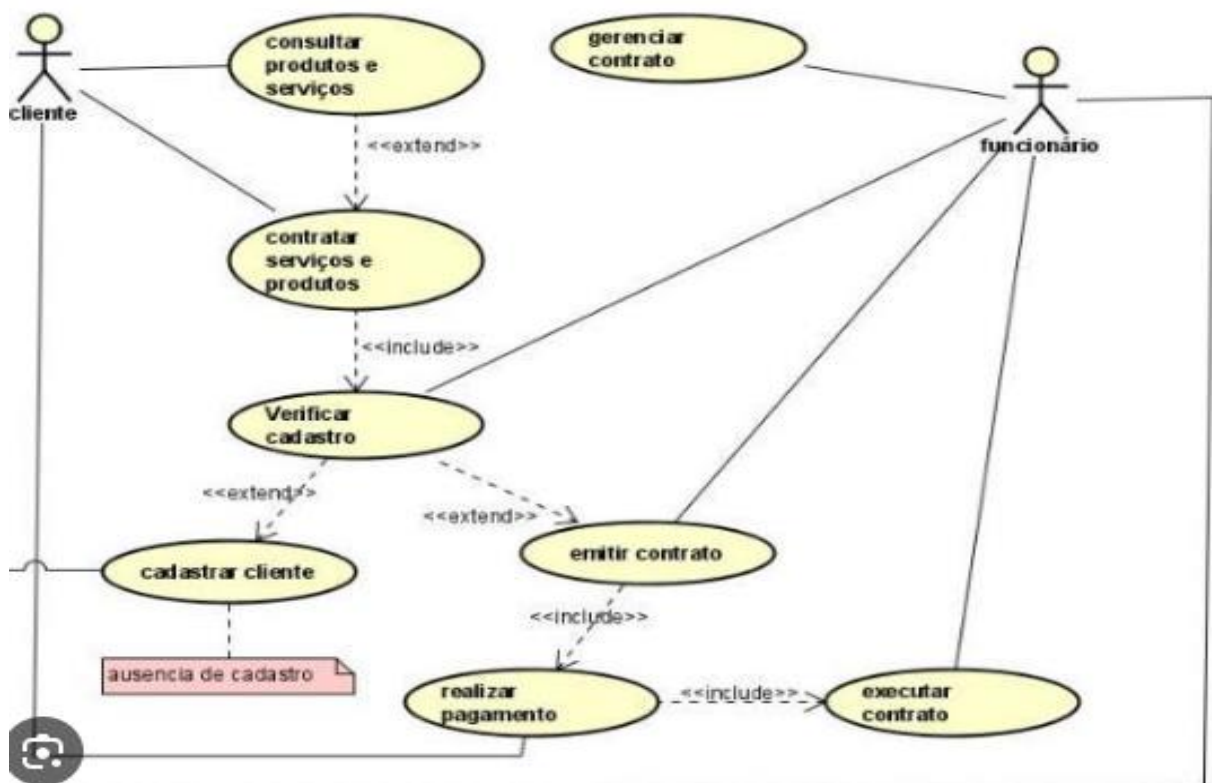 cliente
consultar
produtos e
serviços
gerenciar
contrato
funcionário
<<extend>>
contratar
serviços e
produtos
<<include>>
Verificar
cadastro
<<extend>>
<<extend>>
cadastrar cliente
emitir contrato
<<include>>
ausencia de cadastro
realizar
pagamento
<<include>>
executar
contrato